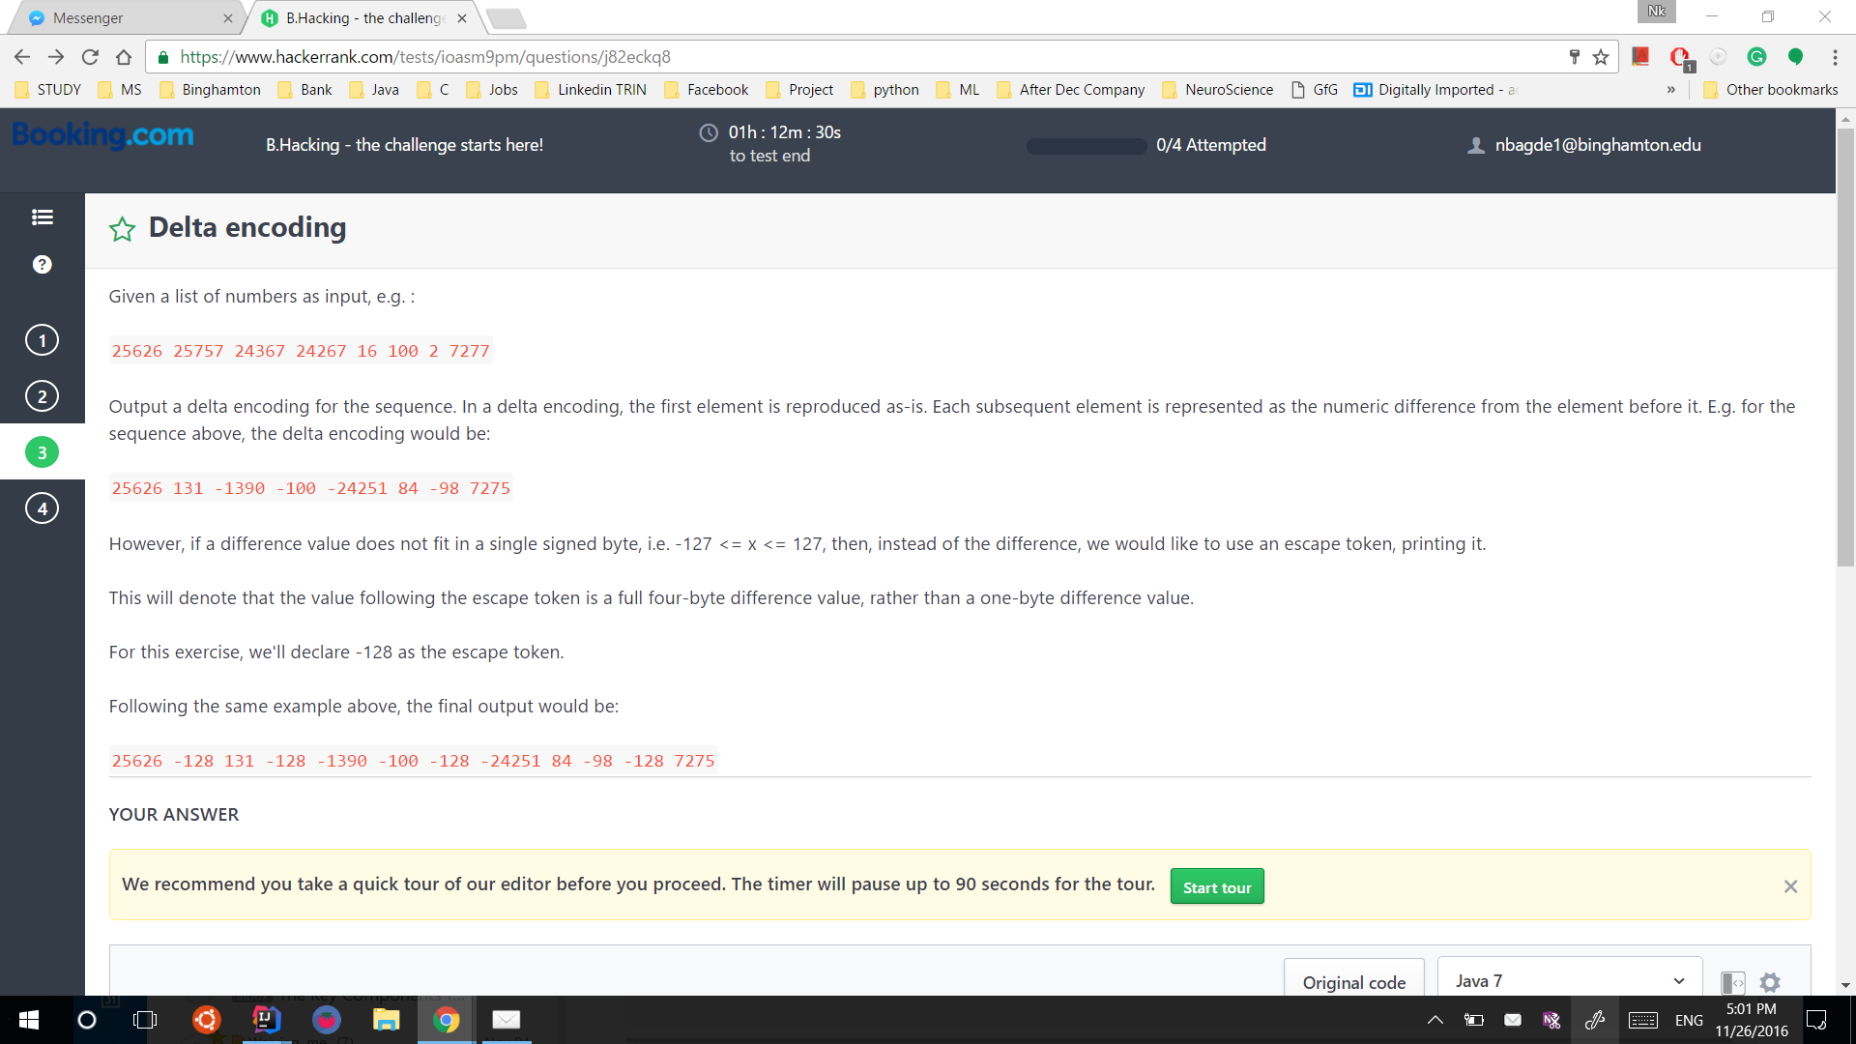 Messenger
B.Hacking - the challenge
Nk
https://www.hackerrank.com/tests/ioasm9pm/questions/j82eckq8
1
STUDY MS Binghamton Bank Java C Jobs Linkedin TRIN Facebook Project python ML After Dec Company NeuroScience GfG DI Digitally Imported - » Other bookmarks
Booking.com
B.Hacking - the challenge starts here!
01h : 12m : 30s
to test end
0/4 Attempted
nbagde1@binghamton.edu
Delta encoding
?
1
2
3
4
Given a list of numbers as input, e.g. :
25626 25757 24367 24267 16 100 2 7277
Output a delta encoding for the sequence. In a delta encoding, the first element is reproduced as-is. Each subsequent element is represented as the numeric difference from the element before it. E.g. for the
sequence above, the delta encoding would be:
25626 131 -1390 -100 -24251 84 -98 7275
However, if a difference value does not fit in a single signed byte, i.e. -127 <= x <= 127, then, instead of the difference, we would like to use an escape token, printing it.
This will denote that the value following the escape token is a full four-byte difference value, rather than a one-byte difference value.
For this exercise, we'll declare -128 as the escape token.
Following the same example above, the final output would be:
25626 -128 131 -128 -1390 -100 -128 -24251 84 -98 -128 7275
YOUR ANSWER
We recommend you take a quick tour of our editor before you proceed. The timer will pause up to 90 seconds for the tour.
Start tour
Original code
Java 7
IJ
ENG
5:01 PM
11/26/2016